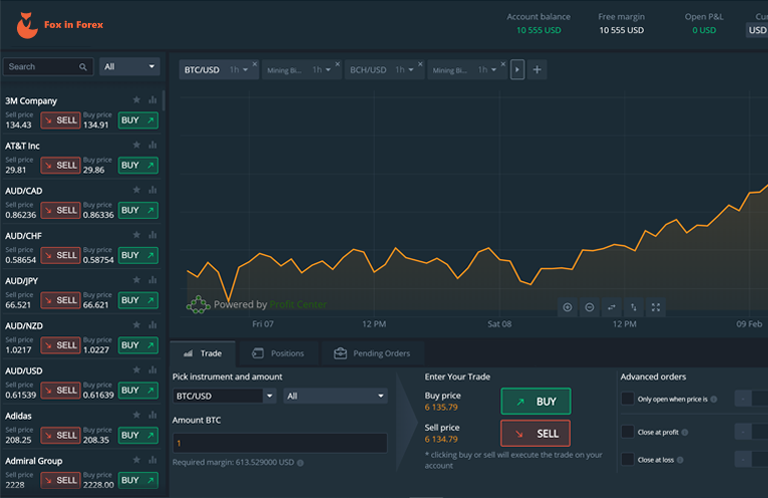 Fox in Forex
Account balance
10 555 USD
Free margin
10 555 USD
Open P&L
0 USD
USD
Search
All
3M Company
Sell price
134.43
SELL
Buy price
134.91
BUY
AT&T Inc
Sell price
29.81
SELL
Buy price
29.86
BUY
AUD/CAD
Sell price
0.86236
SELL
Buy price
0.86336
BUY
AUD/CHF
Sell price
0.58654
SELL
Buy price
0.58754
BUY
AUD/JPY
Sell price
66.521
SELL
Buy price
66.621
BUY
AUD/NZD
Sell price
1.0217
SELL
Buy price
1.0227
BUY
AUD/USD
Sell price
0.61539
SELL
Buy price
0.61639
BUY
Adidas
Sell price
208.25
SELL
Buy price
208.35
BUY
Admiral Group
Sell price
2228
SELL
Buy price
2228.00
BUY
BTC/USD 1h
Mining Bi... 1h
BCH/USD 1h
Mining Bi... 1h
Powered by Profit Center
Fri 07
12 PM
Sat 08
12 PM
09 Feb
Trade
Positions
Pending Orders
Pick instrument and amount
BTC/USD
All
Amount BTC
1
Required margin: 613.529000 USD
Enter Your Trade
Buy price
6 135.79
BUY
Sell price
6 134.79
SELL
* clicking buy or sell will execute the trade on your
account
Advanced orders
Only open when price is
Close at profit
Close at loss